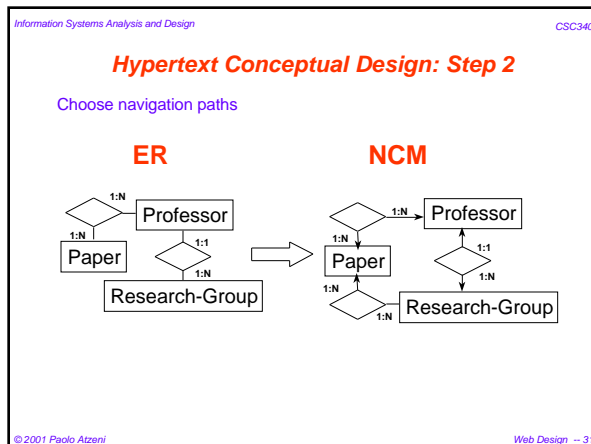 Information Systems Analysis and Design
CSC340
Hypertext Conceptual Design: Step 2
Choose navigation paths
ER
NCM
1:N
Professor
1:N
Paper
1:1
1:N
Research-Group
1:N
Professor
1:N
Paper
1:1
1:N
1:N
Research-Group
1:N
© 2001 Paolo Atzeni
Web Design -- 31